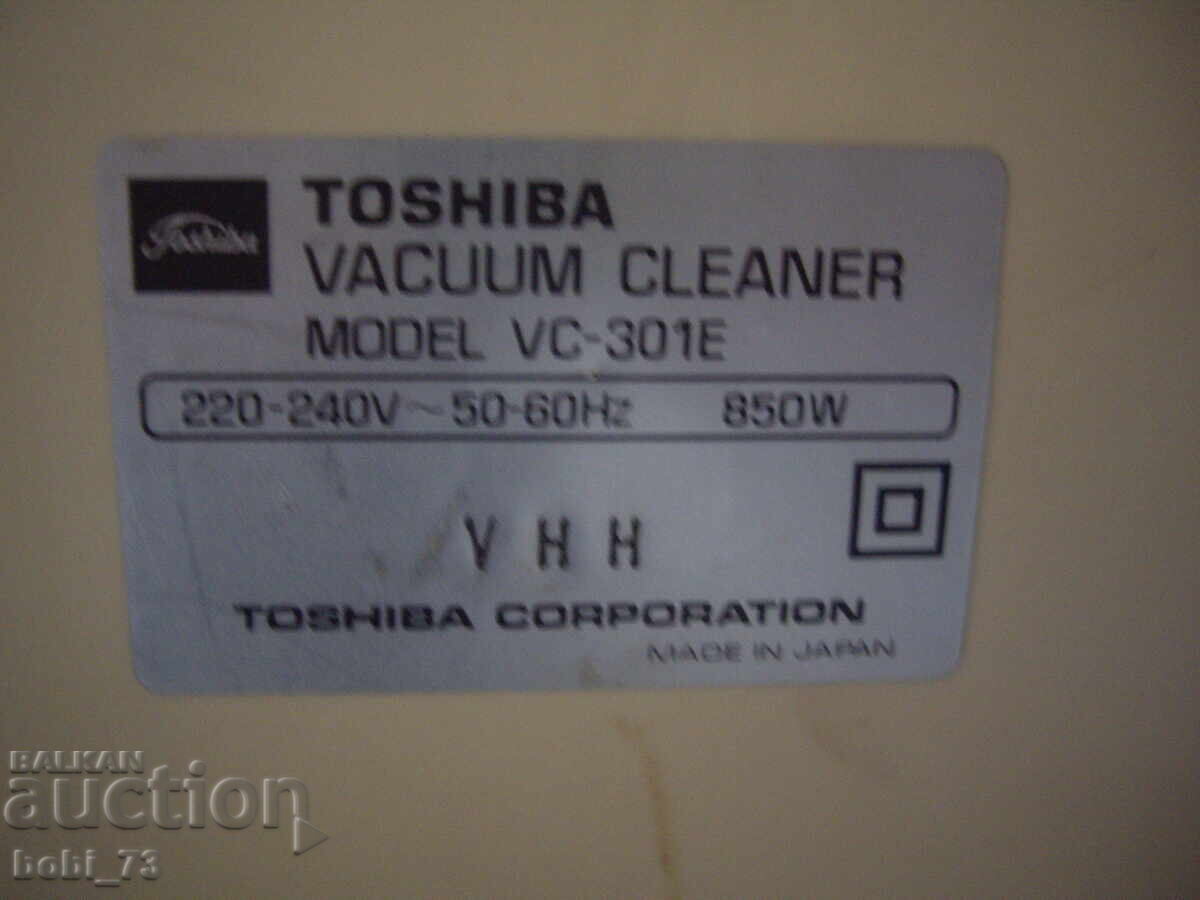 Toshiba
TOSHIBA
VACUUM CLEANER
MODEL VC-301E
220-240V~50-60Hz 850W
VHH
TOSHIBA CORPORATION
MADE IN JAPAN
BALKAN
auction
bobi_73